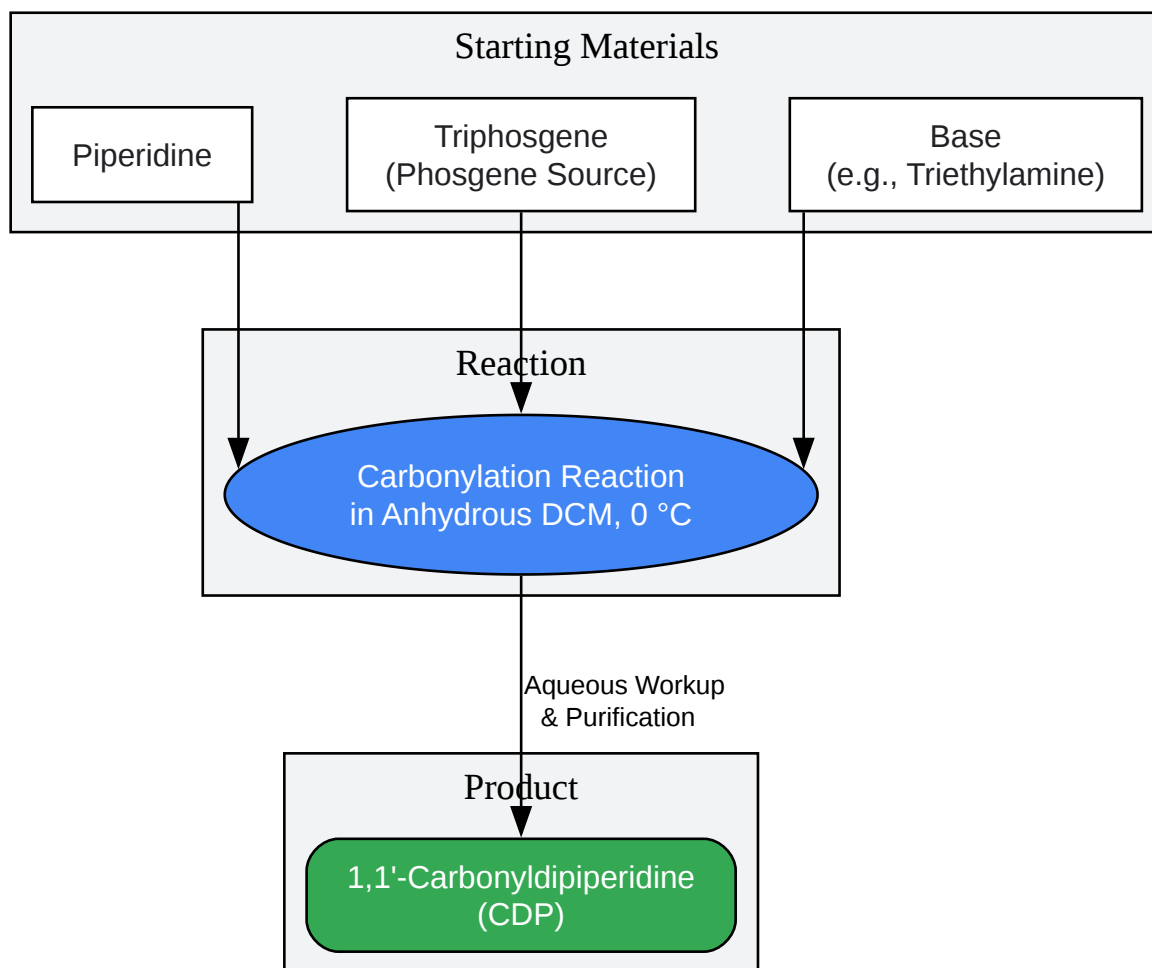 Starting Materials
Piperidine
Triphosgene
(Phosgene Source)
Base
(e.g., Triethylamine)
Reaction
Carbonylation Reaction
in Anhydrous DCM, 0 °C
Aqueous Workup
& Purification
Product
1,1'-Carbonyldipiperidine
(CDP)